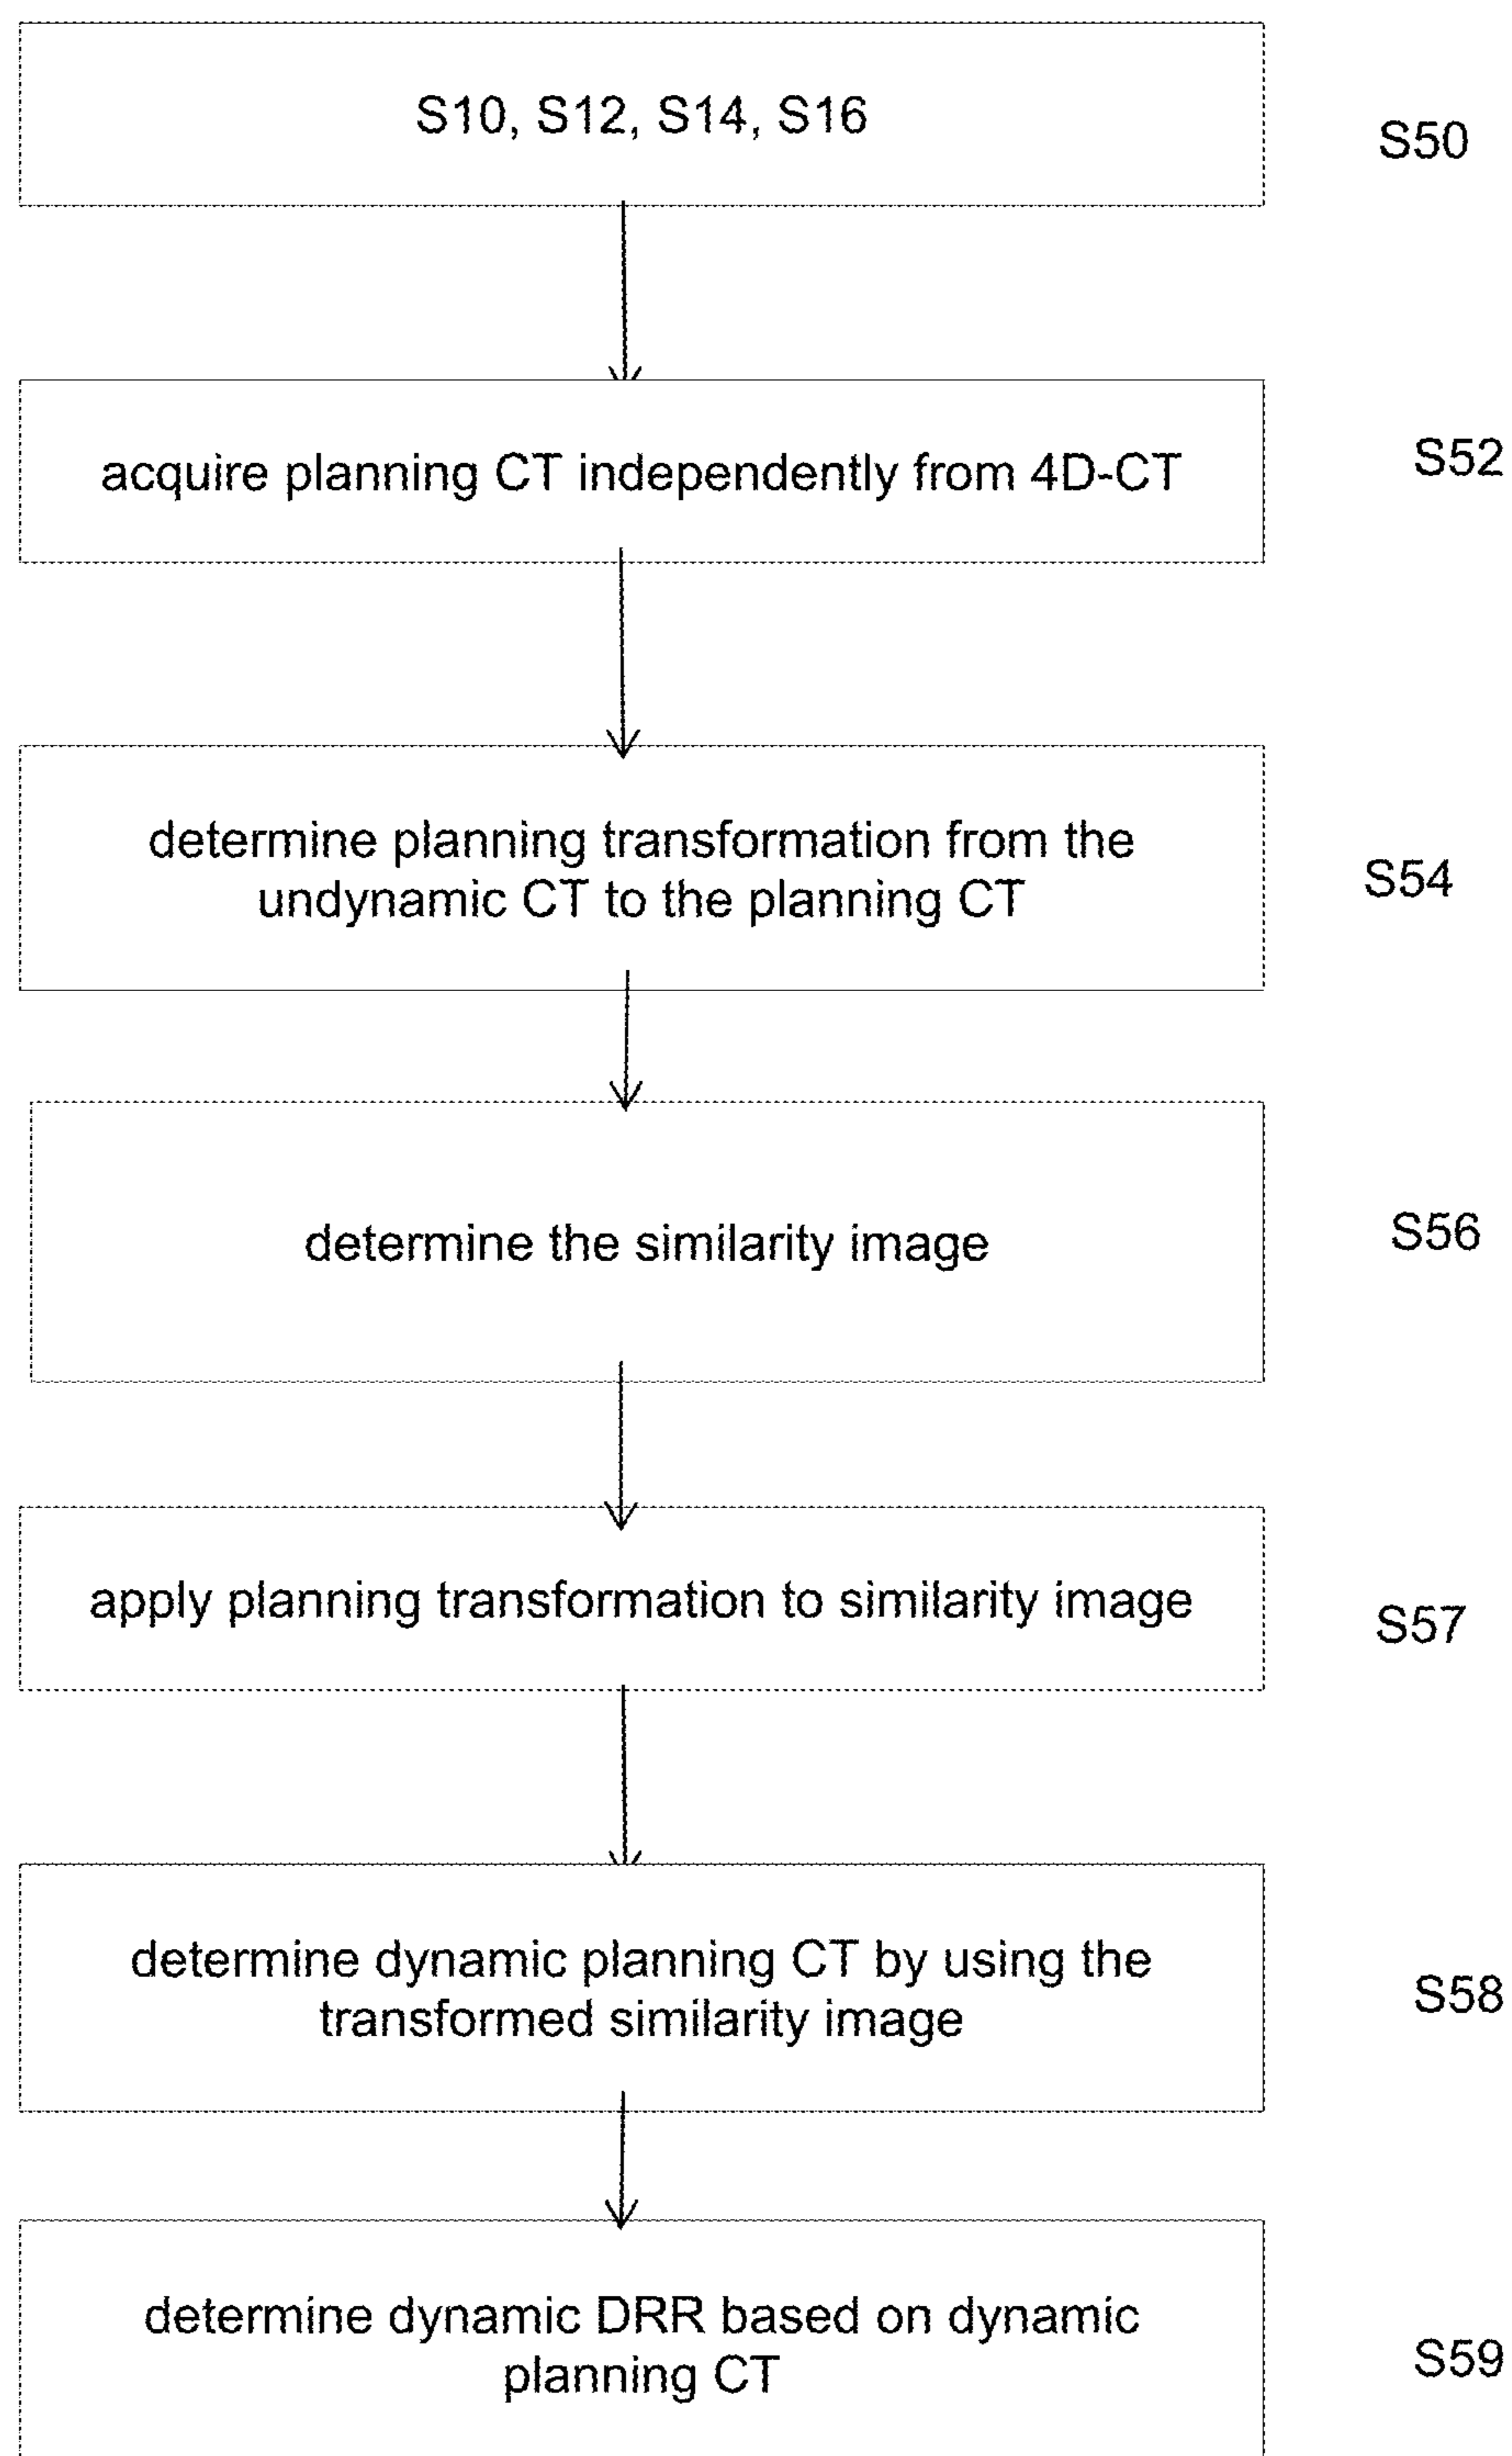 S10, S12, S14, S16
S50
acquire planning CT independently from 4D-CT
S52
determine planning transformation from the
undynamic CT to the planning CT
S54
determine the similarity image
S56
apply planning transformation to similarity image
S57
determine dynamic planning CT by using the
transformed similarity image
S58
determine dynamic DRR based on dynamic
planning CT
S59